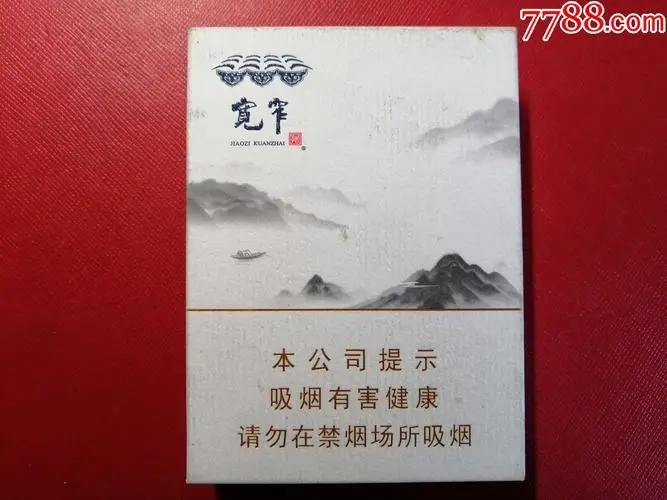 7788.com
宽窄
JIAOZI KUANZHAI
®
本公司提示
吸烟有害健康
请勿在禁烟场所吸烟